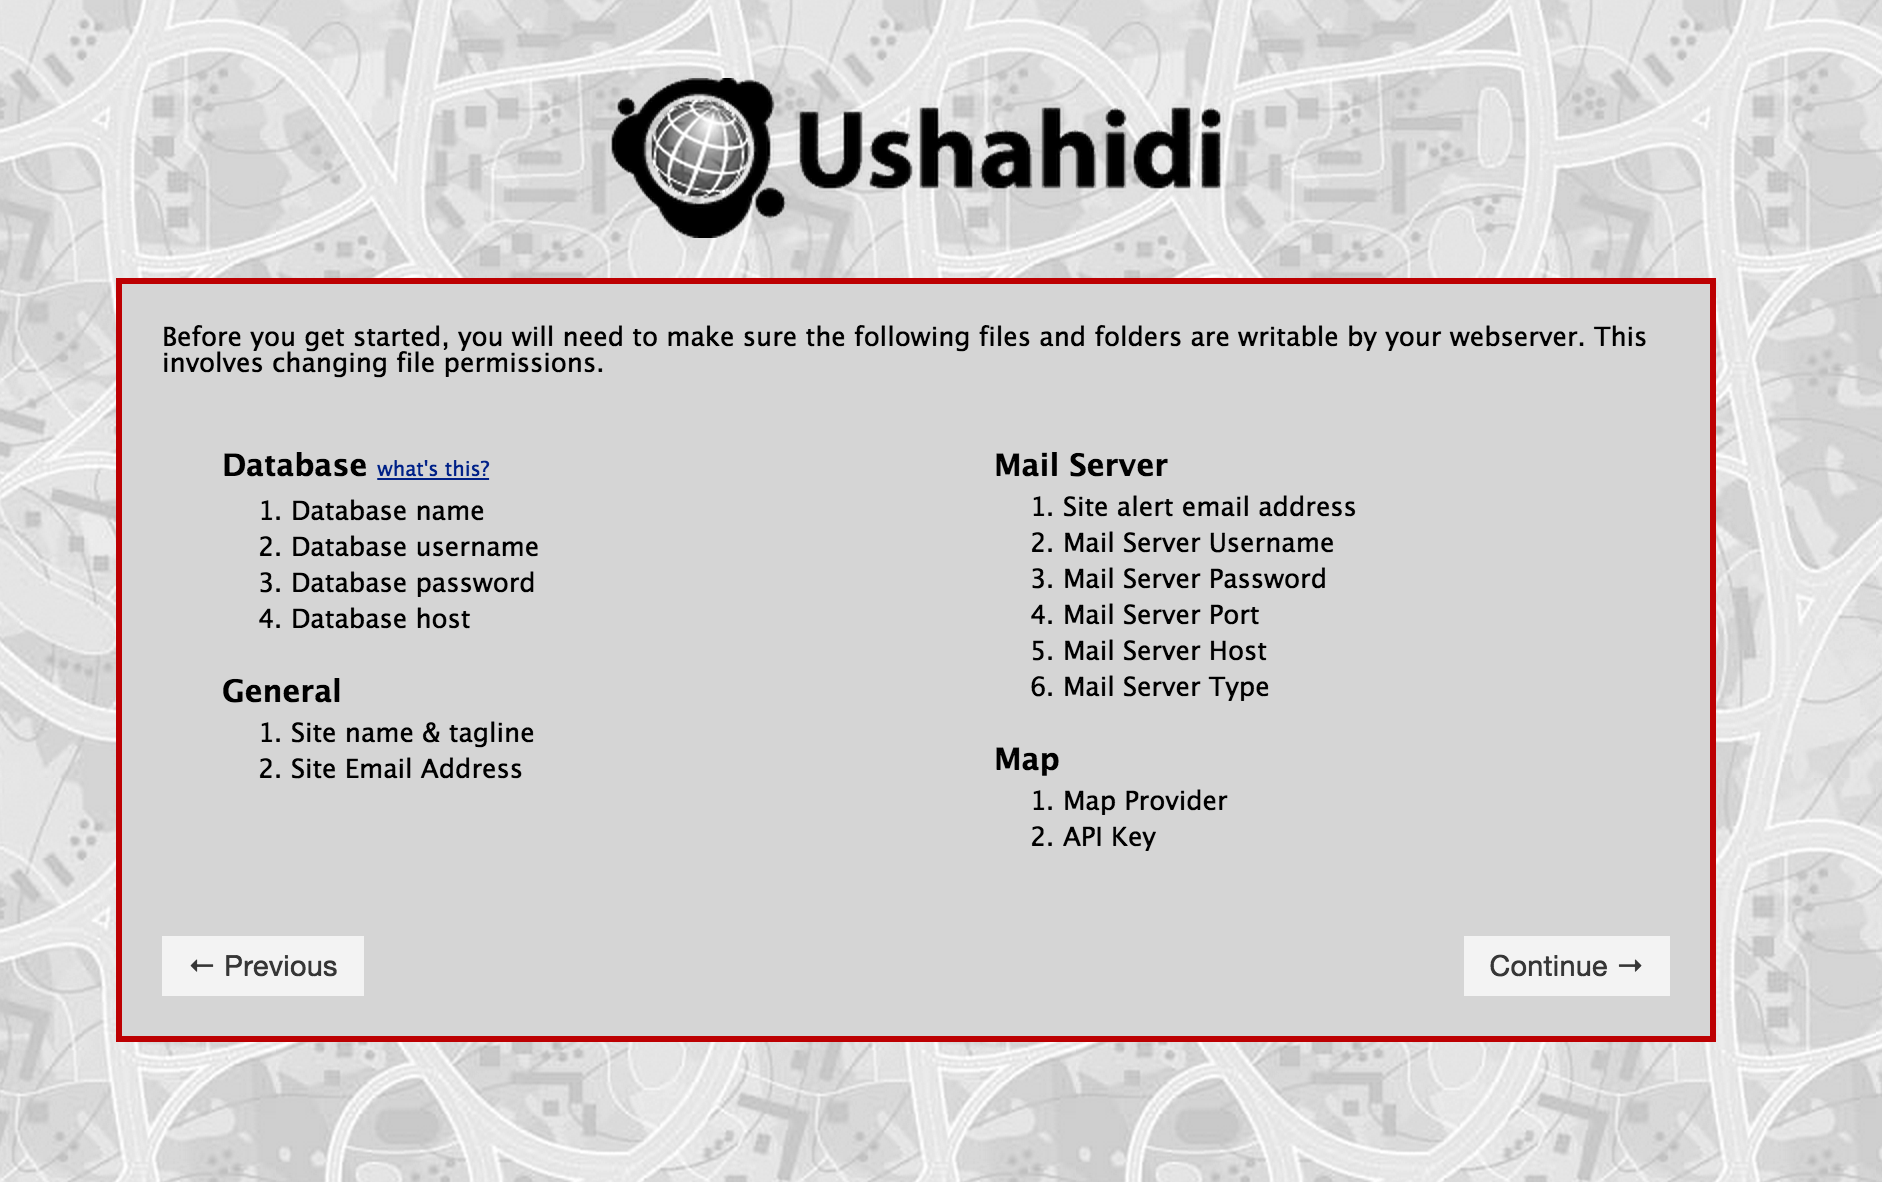 Ushahidi
Before you get started, you will need to make sure the following files and folders are writable by your webserver. This
involves changing file permissions.
Database what's this?
1. Database name
2. Database username
3. Database password
4. Database host
General
1. Site name & tagline
2. Site Email Address
Mail Server
1. Site alert email address
2. Mail Server Username
3. Mail Server Password
4. Mail Server Port
5. Mail Server Host
6. Mail Server Type
Map
1. Map Provider
2. API Key
← Previous
Continue →